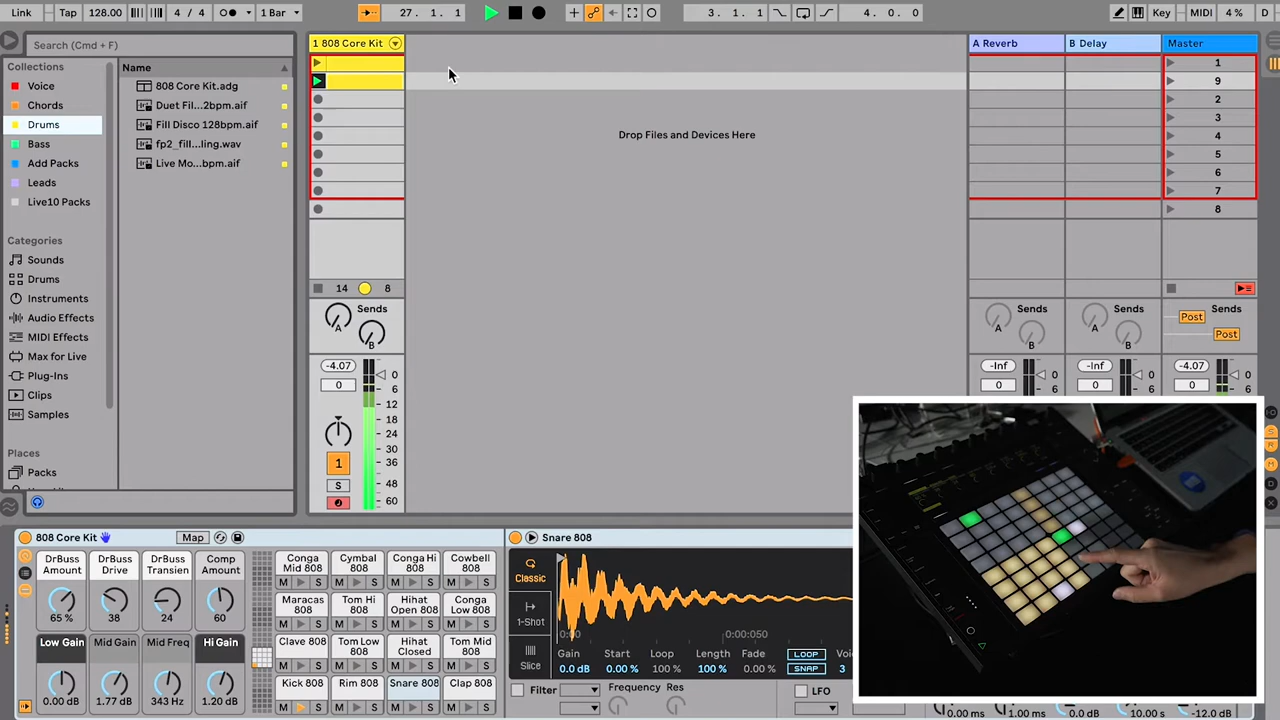 Link Tap 128.00 4 / 4 1 Bar 27. 1. 1 3. 1. 1 4. 0. 0 Key MIDI 4 % D
Search (Cmd + F)
Collections
Voice
Chords
Drums
Bass
Add Packs
Leads
Live10 Packs
Categories
Sounds
Drums
Instruments
Audio Effects
MIDI Effects
Max for Live
Plug-Ins
Clips
Samples
Places
Packs
Name
808 Core Kit.adg
Duet Fil...2bpm.aif
Fill Disco 128bpm.aif
fp2_fill...ling.wav
Live Mo...bpm.aif
1 808 Core Kit
14 8
Sends
A
B
-4.07
0
0
6
12
18
24
30
36
48
60
1
S
Drop Files and Devices Here
A Reverb B Delay Master
1
9
2
3
4
5
6
7
8
Sends Sends Sends
A A Post
B B Post
-Inf -Inf -4.07
0 0 0
0 0 0
6 6 6
808 Core Kit Map
DrBuss Amount DrBuss Drive DrBuss Transien Comp Amount
65 % 38 24 60
Low Gain Mid Gain Mid Freq Hi Gain
0.00 dB 1.77 dB 343 Hz 1.20 dB
Conga Mid 808 Cymbal 808 Conga Hi 808 Cowbell 808
M S M S M S M S
Maracas 808 Tom Hi 808 Hihat Open 808 Conga Low 808
M S M S M S M S
Clave 808 Tom Low 808 Hihat Closed Tom Mid 808
M S M S M S M S
Kick 808 Rim 808 Snare 808 Clap 808
M S M S M S M S
Snare 808
Classic
1-Shot
Slice
0:00 0:00:050
Gain Start Loop Length Fade LOOP
0.0 dB 0.00 % 100 % 100 % 0.00 % SNAP 3
Filter Frequency Res LFO
0.00 ms 1.00 ms 0.0 dB 10.00 s -12.0 dB